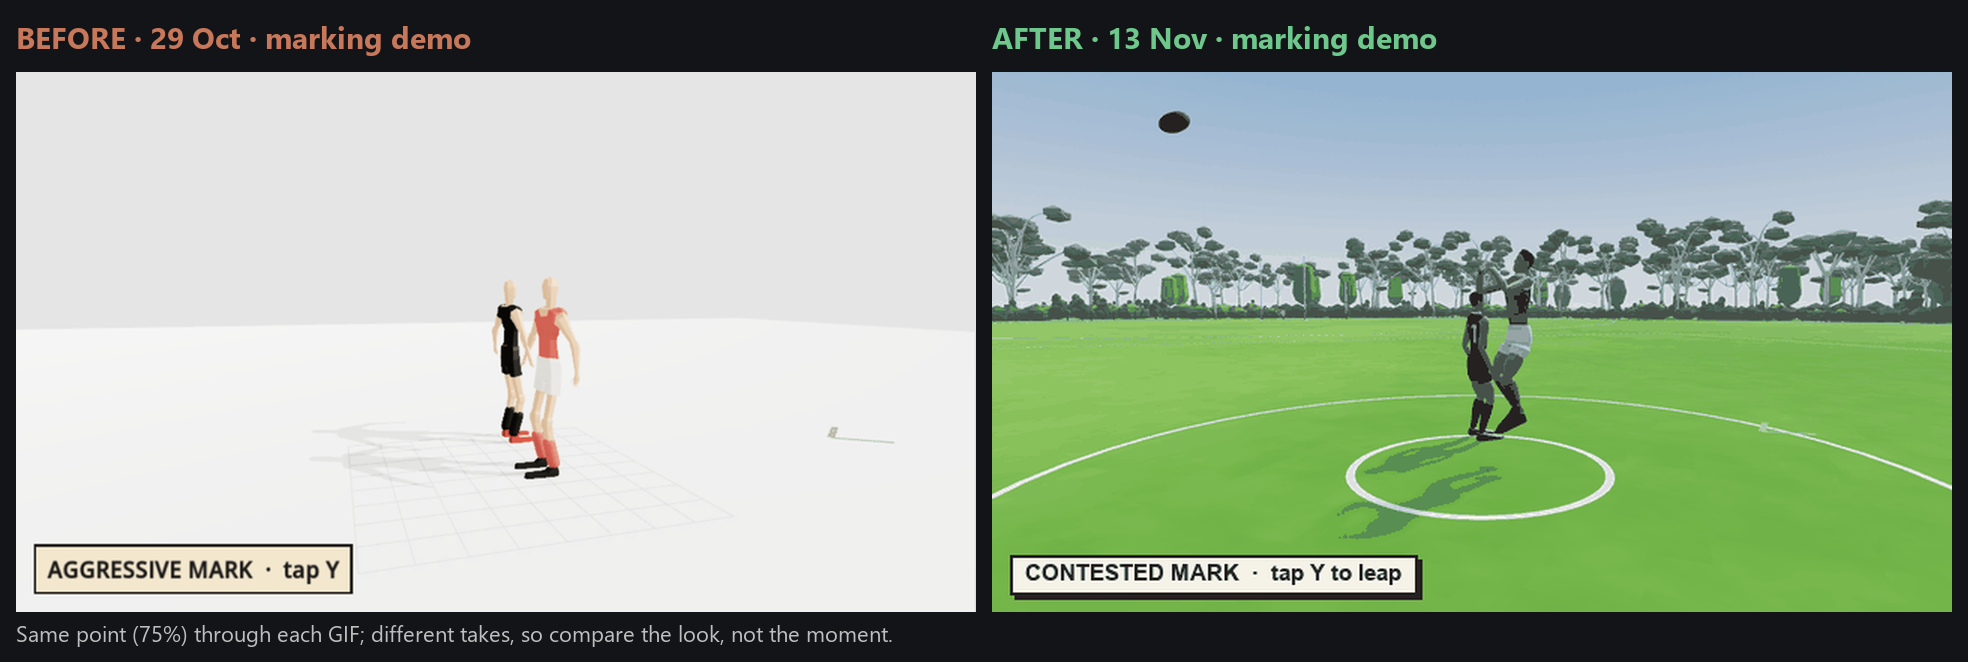 BEFORE · 29 Oct · marking demo
AFTER · 13 Nov · marking demo
AGGRESSIVE MARK · tap Y
CONTESTED MARK · tap Y to leap
Same point (75%) through each GIF; different takes, so compare the look, not the moment.